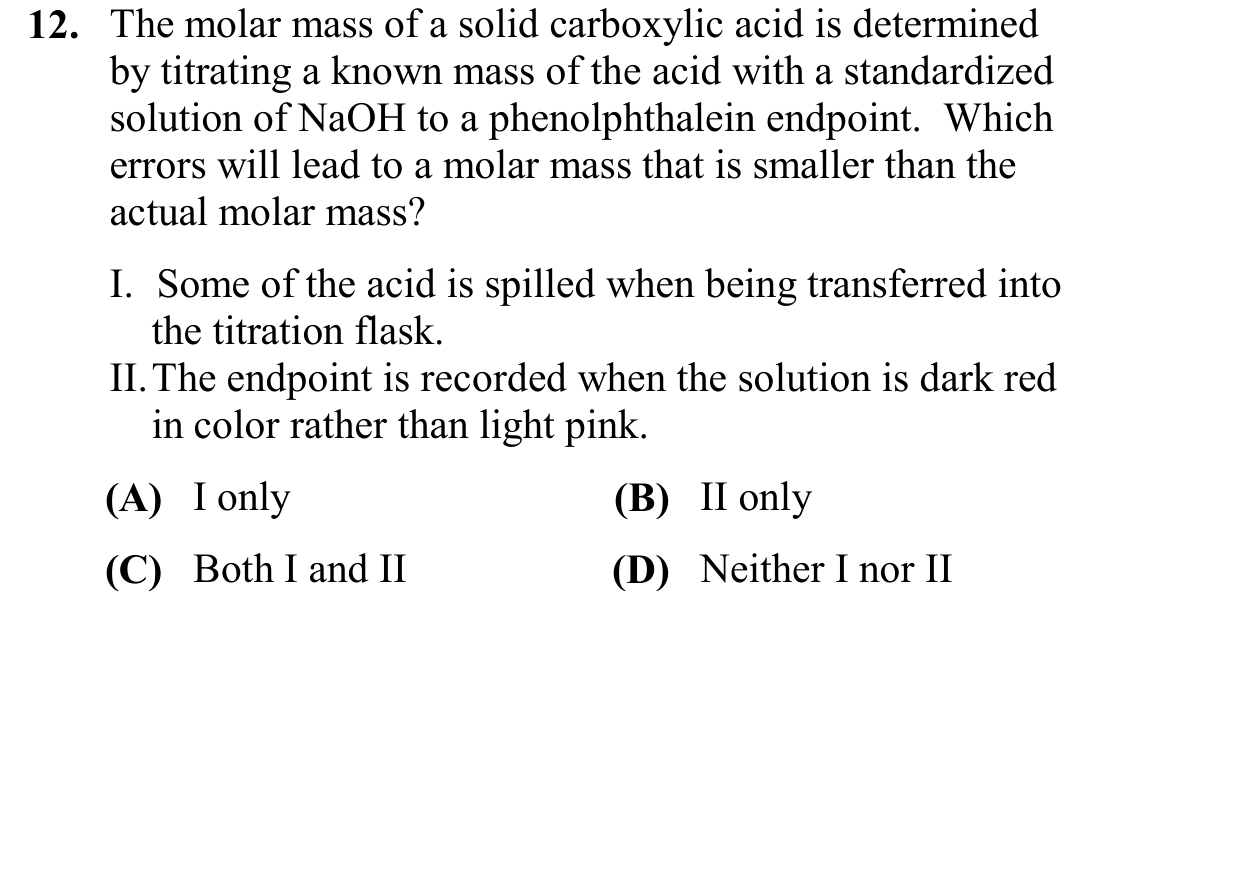 12. The molar mass of a solid carboxylic acid is determined
by titrating a known mass of the acid with a standardized
solution of NaOH to a phenolphthalein endpoint. Which
errors will lead to a molar mass that is smaller than the
actual molar mass?
I. Some of the acid is spilled when being transferred into
the titration flask.
II. The endpoint is recorded when the solution is dark red
in color rather than light pink.
(A) I only (B) II only
(C) Both I and II (D) Neither I nor II